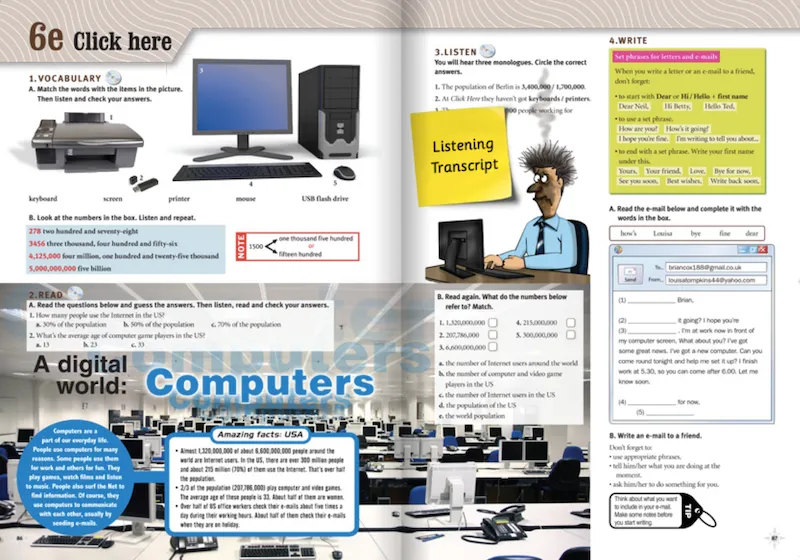 6e Click here
1. VOCABULARY
A. Match the words with the items in the picture.
Then listen and check your answers.
1
3
2
4
5
keyboard screen printer mouse USB flash drive
B. Look at the numbers in the box. Listen and repeat.
278 two hundred and seventy-eight
3456 three thousand, four hundred and fifty-six
4,125,000 four million, one hundred and twenty-five thousand
5,000,000,000 five billion
NOTE
1500
one thousand five hundred
or
fifteen hundred
2. READ
A. Read the questions below and guess the answers. Then listen, read and check your answers.
1. How many people use the Internet in the US?
a. 30% of the population b. 50% of the population c. 70% of the population
2. What's the average age of computer game players in the US?
a. 13 b. 23 c. 33
A digital
world: Computers
Computers are a
part of our everyday life.
People use computers for many
reasons. Some people use them
for work and others for fun. They
play games, watch films and listen
to music. People also surf the Net to
find information. Of course, they
use computers to communicate
with each other, usually by
sending e-mails.
Amazing facts: USA
• Almost 1,320,000,000 of about 6,600,000,000 people around the
world are Internet users. In the US, there are over 300 million people
and about 215 million (70%) of them use the Internet. That's over half
the population.
• 2/3 of the population (207,786,000) play computer and video games.
The average age of these people is 33. About half of them are women.
• Over half of US office workers check their e-mails about five times a
day during their working hours. About half of them check their e-mails
when they are on holiday.
86
3. LISTEN
You will hear three monologues. Circle the correct
answers.
1. The population of Berlin is 3,400,000 / 1,700,000.
2. At Click Here they haven't got keyboards / printers.
people working for
Listening
Transcript
B. Read again. What do the numbers below
refer to? Match.
1. 1,320,000,000
2. 207,786,000
3. 6,600,000,000
4. 215,000,000
5. 300,000,000
a. the number of Internet users around the world
b. the number of computer and video game
players in the US
c. the number of Internet users in the US
d. the population of the US
e. the world population
4. WRITE
Set phrases for letters and e-mails
When you write a letter or an e-mail to a friend,
don't forget:
• to start with Dear or Hi / Hello + first name
Dear Neil, Hi Betty, Hello Ted,
• to use a set phrase.
How are you? How's it going?
I hope you're fine. I'm writing to tell you about...
• to end with a set phrase. Write your first name
under this.
Yours, Your friend, Love, Bye for now,
See you soon, Best wishes, Write back soon,
A. Read the e-mail below and complete it with the
words in the box.
how's Louisa bye fine dear
Send
To... briancox188@gmail.co.uk
From... louisatompkins44@yahoo.com
(1) Brian,
(2) it going? I hope you're
(3) . I'm at work now in front of
my computer screen. What about you? I've got
some great news. I've got a new computer. Can you
come round tonight and help me set it up? I finish
work at 5.30, so you can come after 6.00. Let me
know soon.
(4) for now,
(5)
B. Write an e-mail to a friend.
Don't forget to:
• use appropriate phrases.
• tell him/her what you are doing at the
moment.
• ask him/her to do something for you.
Think about what you want
to include in your e-mail.
Make some notes before
you start writing.
TIP
87